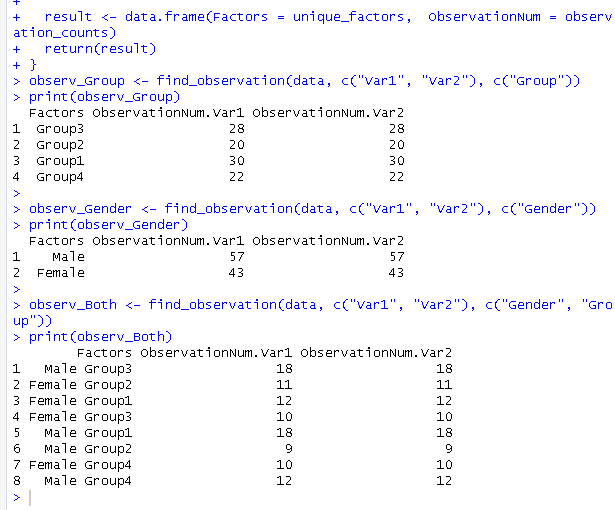 +
+   result <- data.frame(Factors = unique_factors,  ObservationNum = observ
ation_counts)
+   return(result)
+ }
> observ_Group <- find_observation(data, c("Var1", "Var2"), c("Group"))
> print(observ_Group)
  Factors ObservationNum.Var1 ObservationNum.Var2
1  Group3                  28                  28
2  Group2                  20                  20
3  Group1                  30                  30
4  Group4                  22                  22
>
> observ_Gender <- find_observation(data, c("Var1", "Var2"), c("Gender"))
> print(observ_Gender)
  Factors ObservationNum.Var1 ObservationNum.Var2
1    Male                  57                  57
2  Female                  43                  43
>
> observ_Both <- find_observation(data, c("Var1", "Var2"), c("Gender", "Gro
up"))
> print(observ_Both)
        Factors ObservationNum.Var1 ObservationNum.Var2
1   Male Group3                  18                  18
2 Female Group2                  11                  11
3 Female Group1                  12                  12
4 Female Group3                  10                  10
5   Male Group1                  18                  18
6   Male Group2                   9                   9
7 Female Group4                  10                  10
8   Male Group4                  12                  12
>